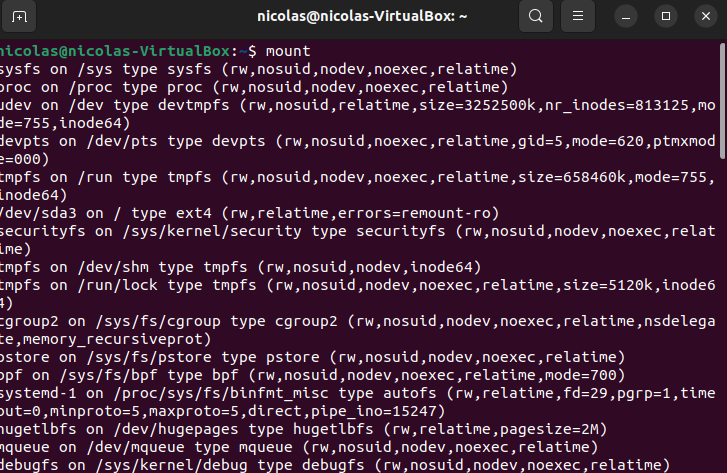 nicolas@nicolas-VirtualBox: ~
nicolas@nicolas-VirtualBox:~$ mount
sysfs on /sys type sysfs (rw,nosuid,nodev,noexec,relatime)
proc on /proc type proc (rw,nosuid,nodev,noexec,relatime)
udev on /dev type devtmpfs (rw,nosuid,relatime,size=3252500k,nr_inodes=813125,mo
de=755,inode64)
devpts on /dev/pts type devpts (rw,nosuid,noexec,relatime,gid=5,mode=620,ptmxmod
e=000)
tmpfs on /run type tmpfs (rw,nosuid,nodev,noexec,relatime,size=658460k,mode=755,
inode64)
/dev/sda3 on / type ext4 (rw,relatime,errors=remount-ro)
securityfs on /sys/kernel/security type securityfs (rw,nosuid,nodev,noexec,relat
ime)
tmpfs on /dev/shm type tmpfs (rw,nosuid,nodev,inode64)
tmpfs on /run/lock type tmpfs (rw,nosuid,nodev,noexec,relatime,size=5120k,inode6
4)
cgroup2 on /sys/fs/cgroup type cgroup2 (rw,nosuid,nodev,noexec,relatime,nsdelega
te,memory_recursiveprot)
pstore on /sys/fs/pstore type pstore (rw,nosuid,nodev,noexec,relatime)
bpf on /sys/fs/bpf type bpf (rw,nosuid,nodev,noexec,relatime,mode=700)
systemd-1 on /proc/sys/fs/binfmt_misc type autofs (rw,relatime,fd=29,pgrp=1,time
out=0,minproto=5,maxproto=5,direct,pipe_ino=15247)
hugetlbfs on /dev/hugepages type hugetlbfs (rw,relatime,pagesize=2M)
mqueue on /dev/mqueue type mqueue (rw,nosuid,nodev,noexec,relatime)
debugfs on /sys/kernel/debug type debugfs (rw,nosuid,nodev,noexec,relatime)